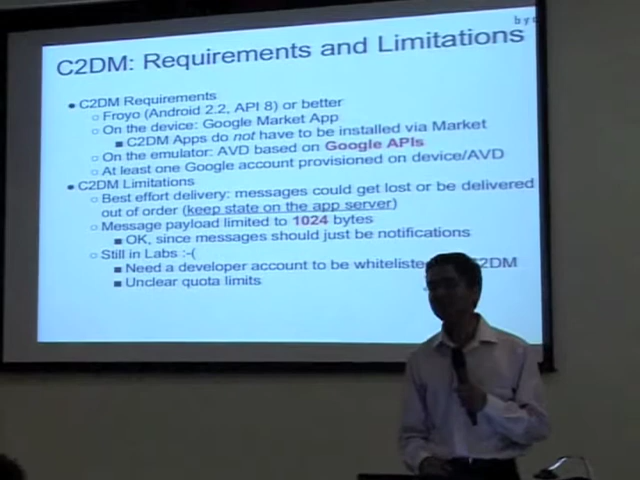 byo
C2DM: Requirements and Limitations
● C2DM Requirements
○ Froyo (Android 2.2, API 8) or better
○ On the device: Google Market App
■ C2DM Apps do not have to be installed via Market
○ On the emulator: AVD based on Google APIs
○ At least one Google account provisioned on device/AVD
● C2DM Limitations
○ Best effort delivery: messages could get lost or be delivered
out of order (keep state on the app server)
○ Message payload limited to 1024 bytes
■ OK, since messages should just be notifications
○ Still in Labs :-(
■ Need a developer account to be whiteliste 2DM
■ Unclear quota limits